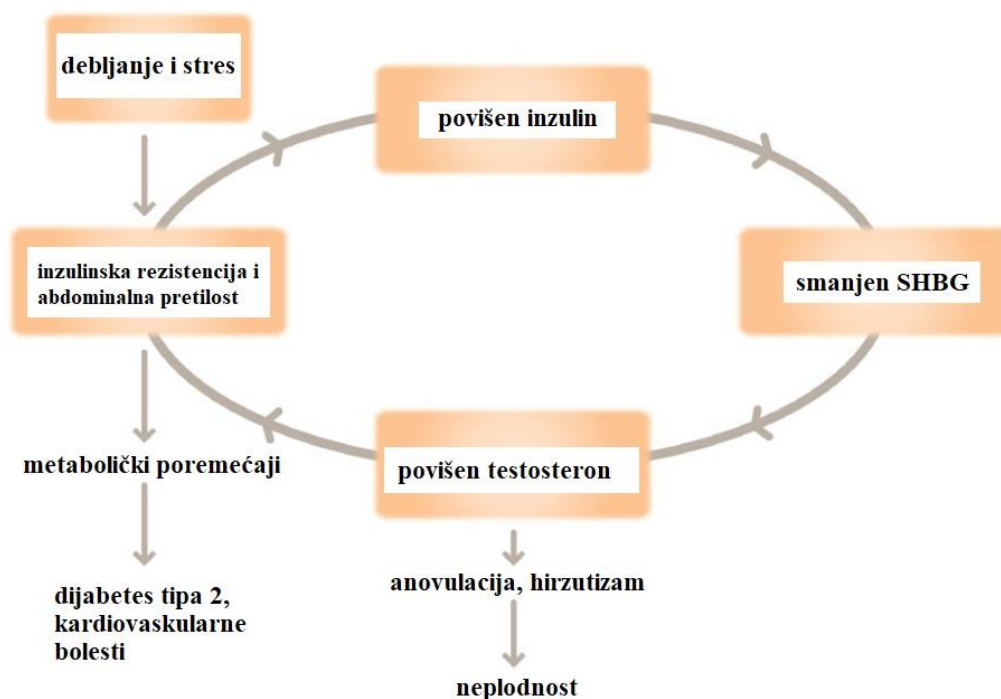 debljanje i stres
povišen inzulin
inzulinska rezistencija i
abdominalna pretilost
smanjen SHBG
metabolički poremećaji
povišen testosteron
dijabetes tipa 2,
kardiovaskularne
bolesti
anovulacija, hirzutizam
neplodnost